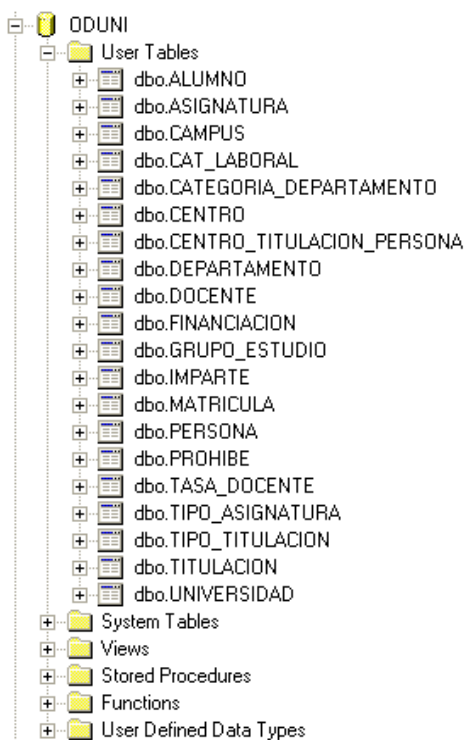 ODUNI
User Tables
dbo.ALUMNO
dbo.ASIGNATURA
dbo.CAMPUS
dbo.CAT_LABORAL
dbo.CATEGORIA_DEPARTAMENTO
dbo.CENTRO
dbo.CENTRO_TITULACION_PERSONA
dbo.DEPARTAMENTO
dbo.DOCENTE
dbo.FINANCIACION
dbo.GRUPO_ESTUDIO
dbo.IMPARTE
dbo.MATRICULA
dbo.PERSONA
dbo.PROHIBE
dbo.TASA_DOCENTE
dbo.TIPO_ASIGNATURA
dbo.TIPO_TITULACION
dbo.TITULACION
dbo.UNIVERSIDAD
System Tables
Views
Stored Procedures
Functions
User Defined Data Types